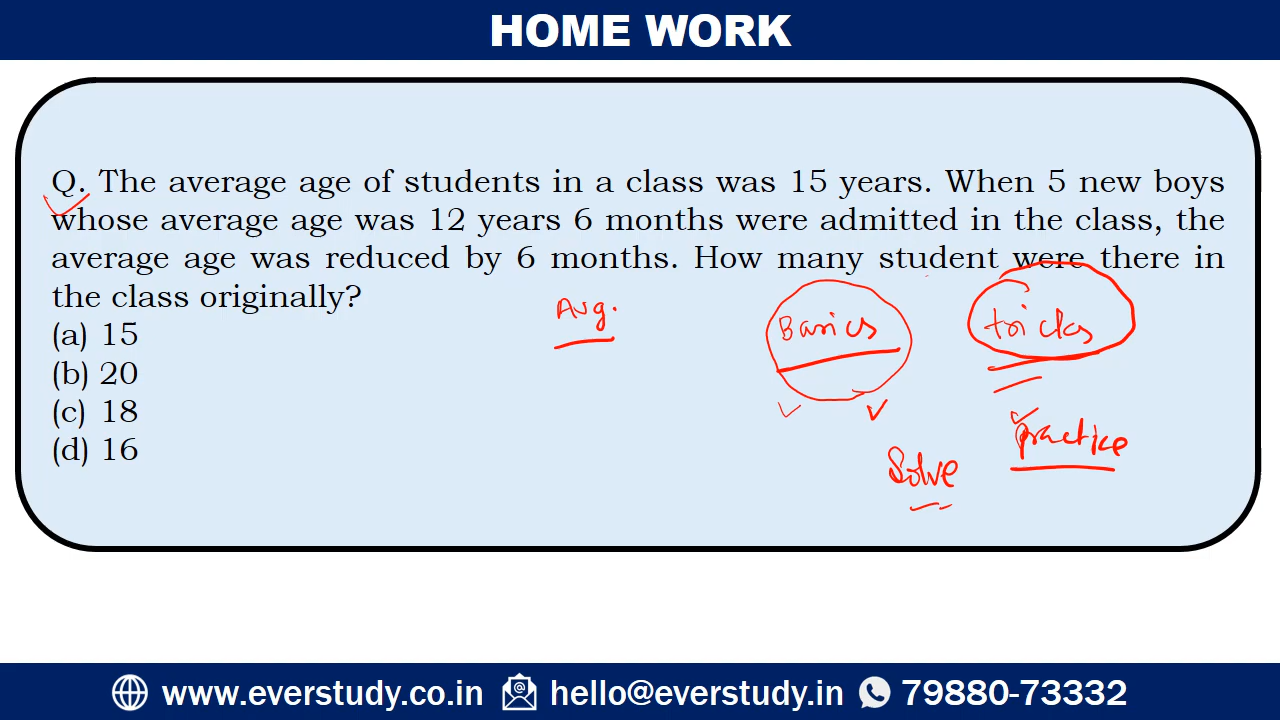 HOME WORK
Q. The average age of students in a class was 15 years. When 5 new boys
whose average age was 12 years 6 months were admitted in the class, the
average age was reduced by 6 months. How many student were there in
the class originally?
(a) 15
(b) 20
(c) 18
(d) 16
Avg.
Basics
tricks
practice
Solve
www.everstudy.co.in
hello@everstudy.in
79880-73332